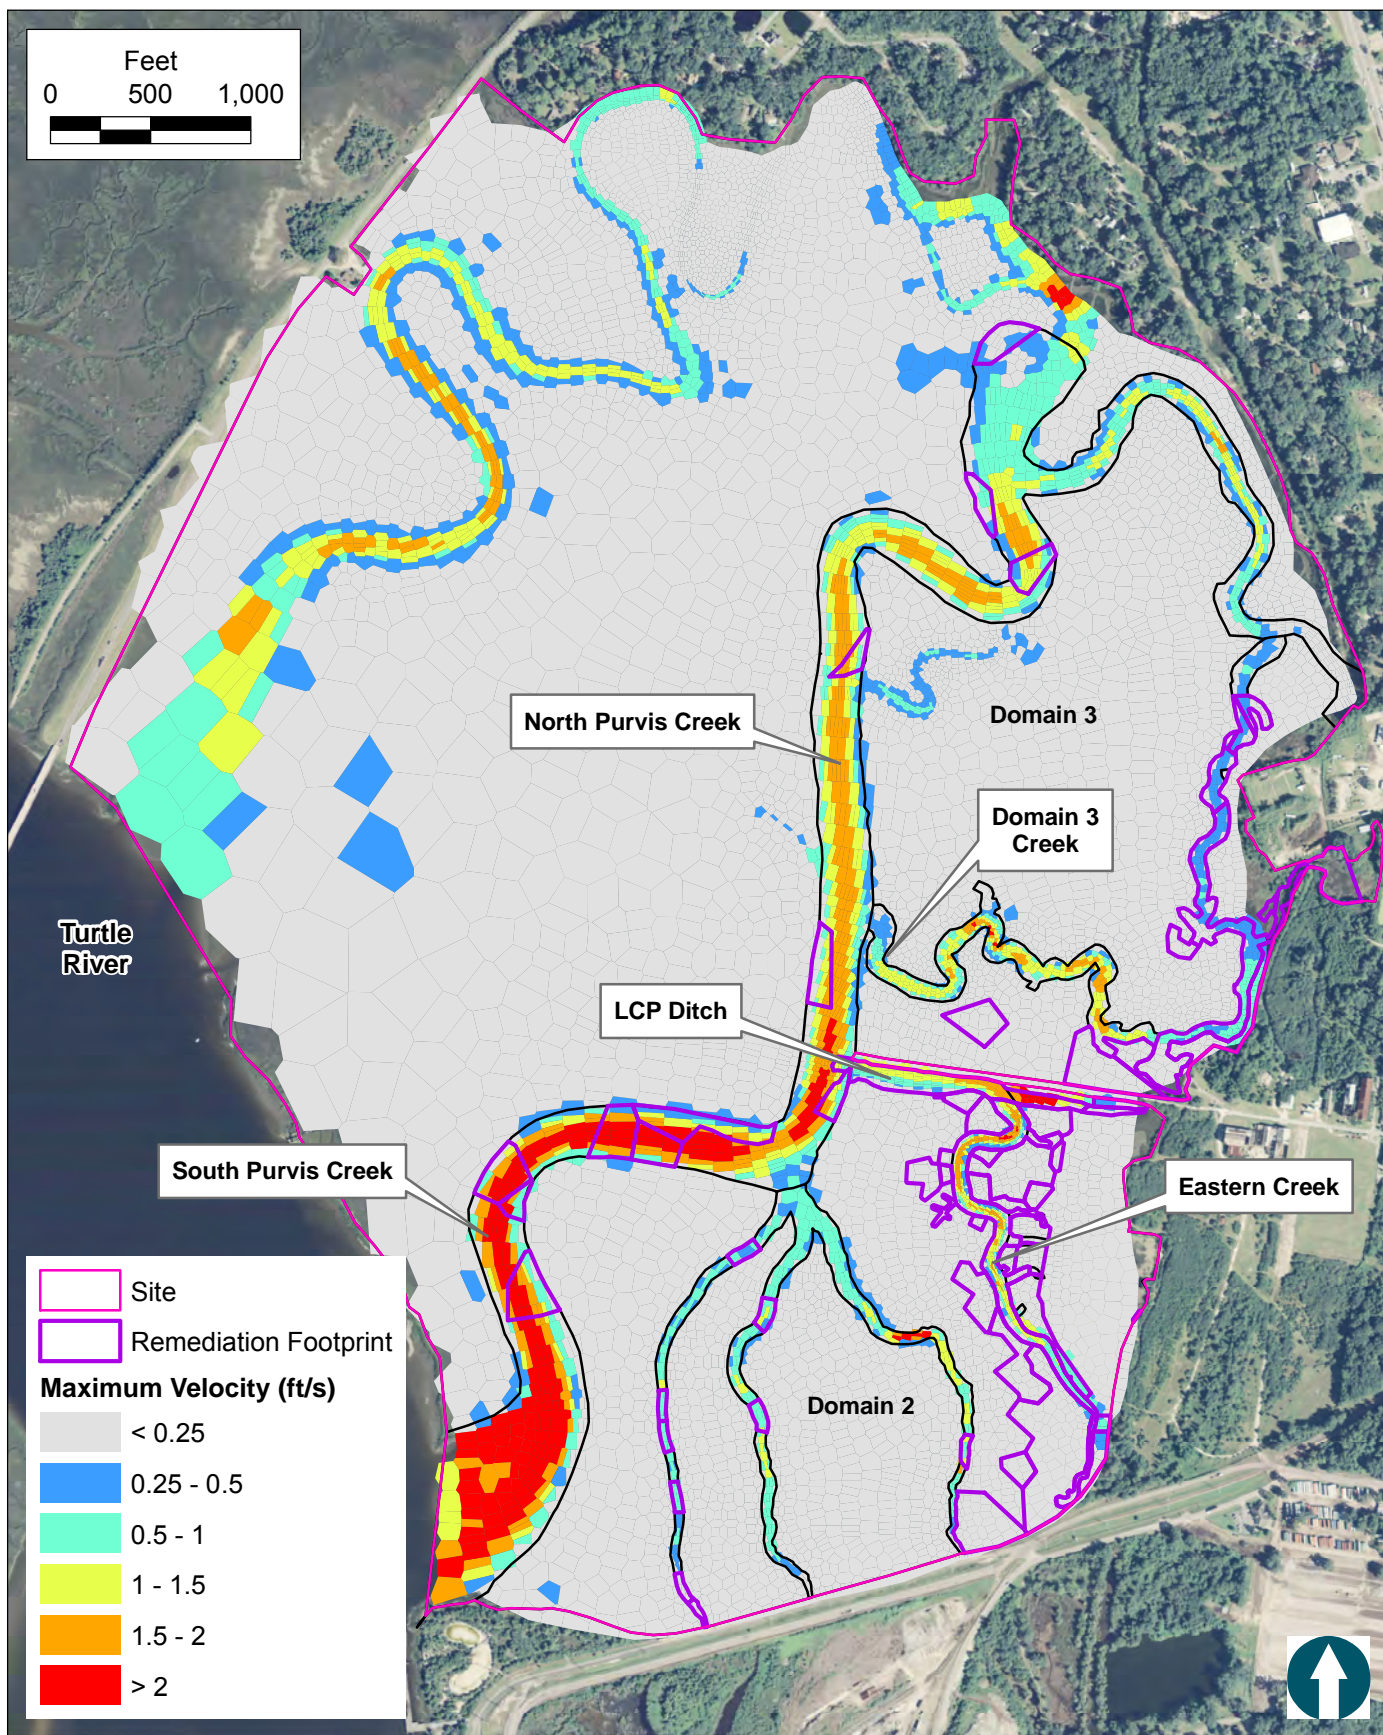 Feet
0 500 1,000
North Purvis Creek
Domain 3
Domain 3
Creek
Turtle
River
LCP Ditch
South Purvis Creek
Eastern Creek
Domain 2
Site
Remediation Footprint
Maximum Velocity (ft/s)
< 0.25
0.25 - 0.5
0.5 - 1
1 - 1.5
1.5 - 2
> 2